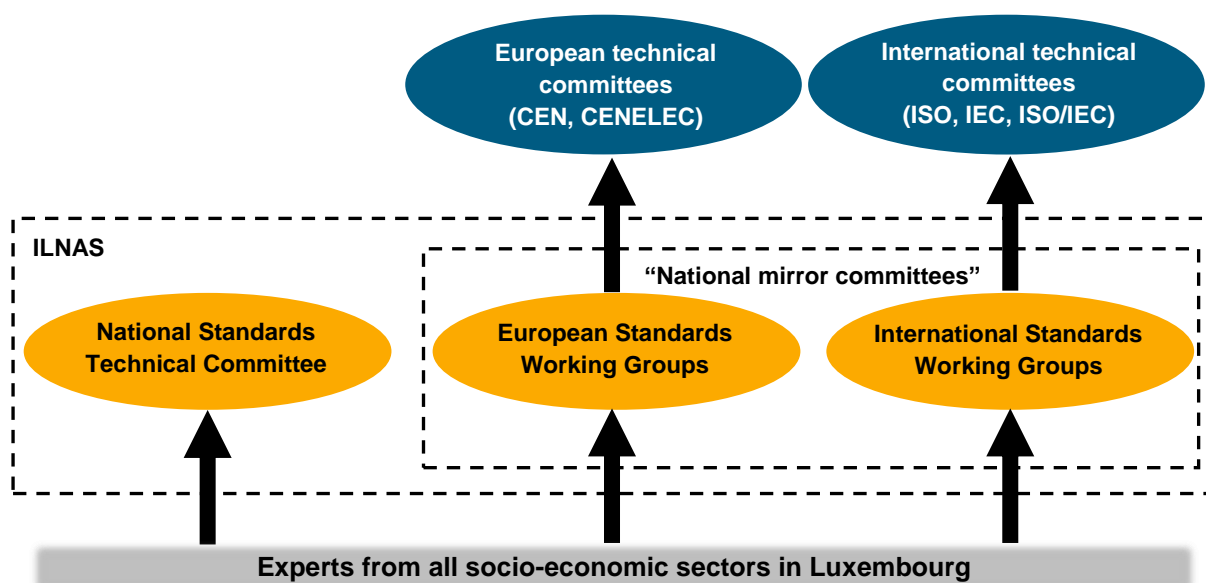 European technical
committees
(CEN, CENELEC)
International technical
committees
(ISO, IEC, ISO/IEC)
ILNAS
“National mirror committees”
National Standards
Technical Committee
European Standards
Working Groups
International Standards
Working Groups
Experts from all socio-economic sectors in Luxembourg